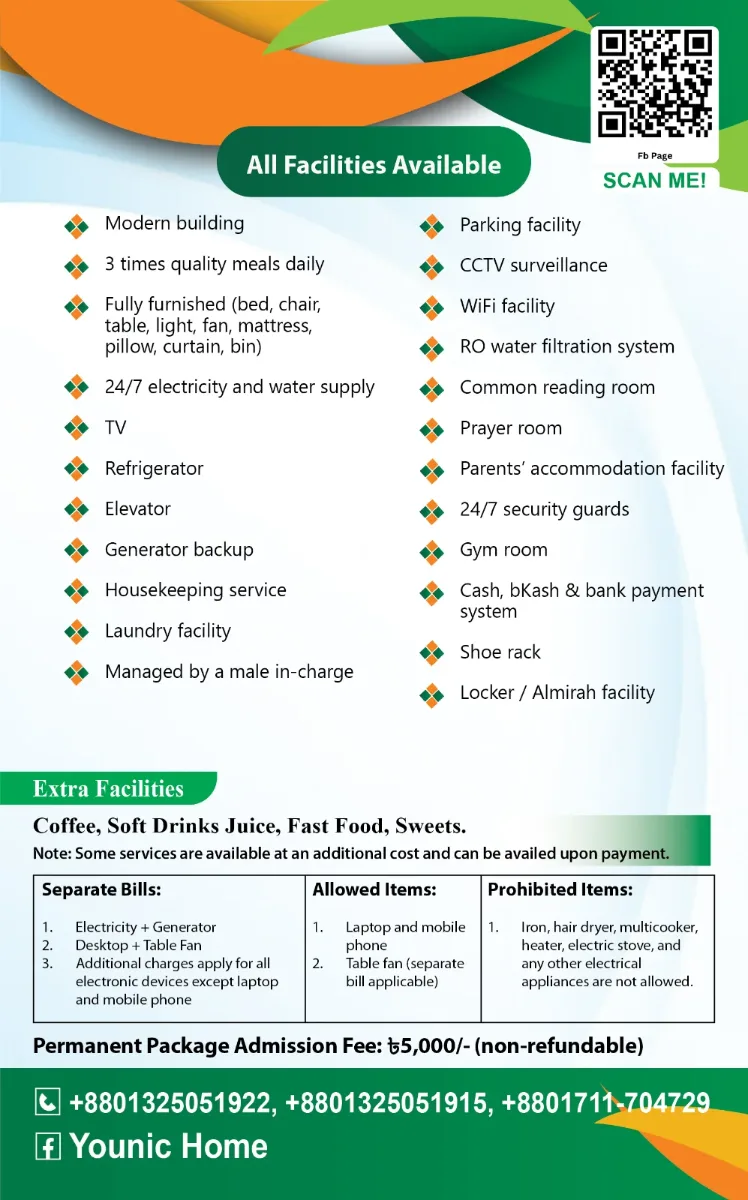 Fb Page
SCAN ME!
All Facilities Available
Modern building
3 times quality meals daily
Fully furnished (bed, chair,
table, light, fan, mattress,
pillow, curtain, bin)
24/7 electricity and water supply
TV
Refrigerator
Elevator
Generator backup
Housekeeping service
Laundry facility
Managed by a male in-charge
Parking facility
CCTV surveillance
WiFi facility
RO water filtration system
Common reading room
Prayer room
Parents’ accommodation facility
24/7 security guards
Gym room
Cash, bKash & bank payment
system
Shoe rack
Locker / Almirah facility
Extra Facilities
Coffee, Soft Drinks Juice, Fast Food, Sweets.
Note: Some services are available at an additional cost and can be availed upon payment.
Separate Bills:
1. Electricity + Generator
2. Desktop + Table Fan
3. Additional charges apply for all
electronic devices except laptop
and mobile phone
Allowed Items:
1. Laptop and mobile
phone
2. Table fan (separate
bill applicable)
Prohibited Items:
1. Iron, hair dryer, multicooker,
heater, electric stove, and
any other electrical
appliances are not allowed.
Permanent Package Admission Fee: ৳5,000/- (non-refundable)
+8801325051922, +8801325051915, +8801711-704729
Younic Home